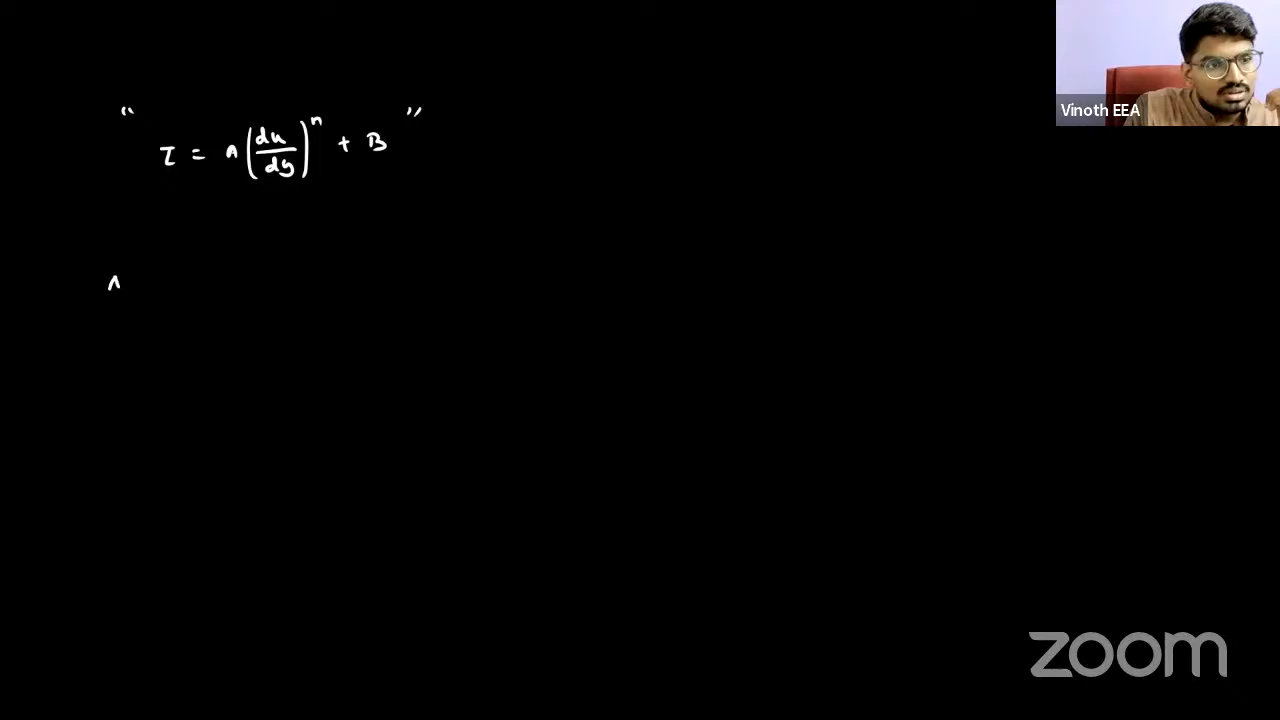 Vinoth EEA
“ τ = A (du/dy)^n + B ”
A
zoom